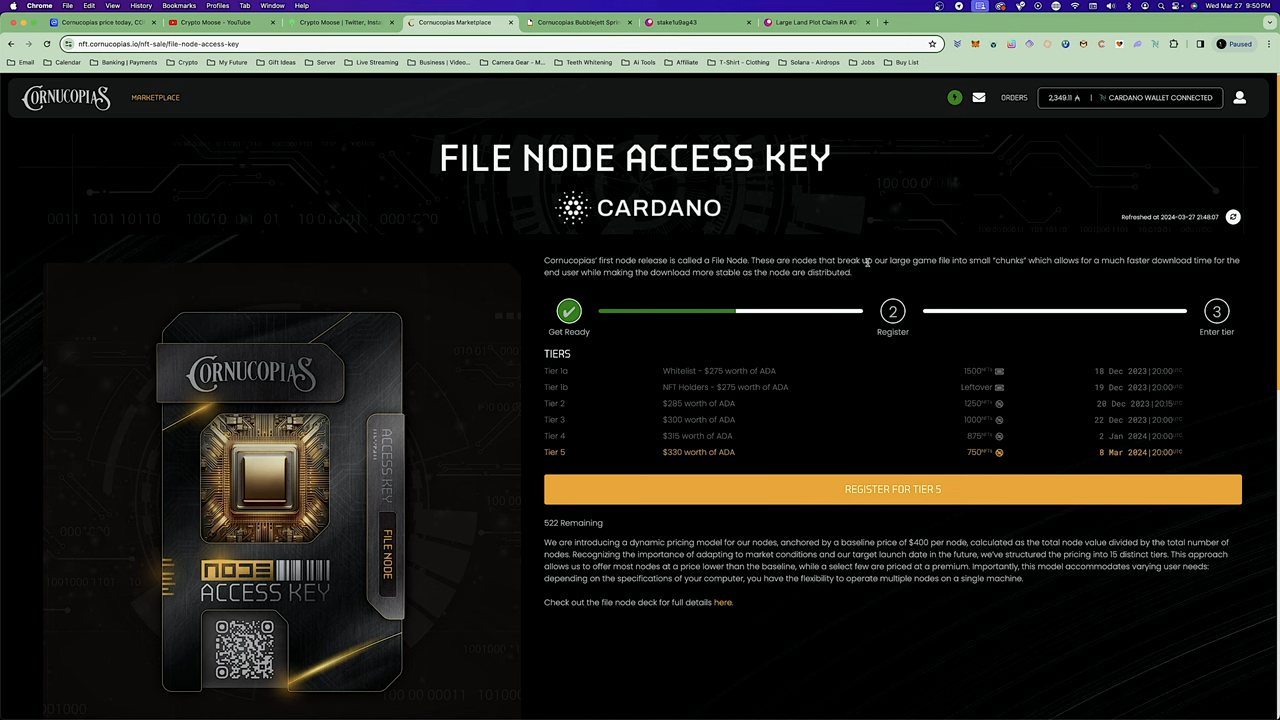 Chrome File Edit View History Bookmarks Profiles Tab Window Help
Wed Mar 27 9:50 PM
Cornucopias price today, CO
Crypto Moose - YouTube
Crypto Moose | Twitter, Insta
Cornucopias Marketplace
Cornucopias Bubblejett Spri
stake1u9ag43
Large Land Plot Claim RA #0
nft.cornucopias.io/nft-sale/file-node-access-key
Paused
Email Calendar Banking | Payments Crypto My Future Gift Ideas Server Live Streaming Business | Video... Camera Gear - M... Teeth Whitening Ai Tools Affiliate T-Shirt - Clothing Solana - Airdrops Jobs Buy List
CORNUCOPIAS
MARKETPLACE
ORDERS
2,349.11 ₳ | CARDANO WALLET CONNECTED
FILE NODE ACCESS KEY
CARDANO
Refreshed at 2024-03-27 21:48:07
Cornucopias' first node release is called a File Node. These are nodes that break up our large game file into small "chunks" which allows for a much faster download time for the
end user while making the download more stable as the node are distributed.
2
3
Get Ready
Register
Enter tier
TIERS
Tier 1a Whitelist - $275 worth of ADA 1500NFTs 18 Dec 2023|20:00UTC
Tier 1b NFT Holders - $275 worth of ADA Leftover 19 Dec 2023|20:00UTC
Tier 2 $285 worth of ADA 1250NFTs 20 Dec 2023|20:15UTC
Tier 3 $300 worth of ADA 1000NFTs 22 Dec 2023|20:00UTC
Tier 4 $315 worth of ADA 875NFTs 2 Jan 2024|20:00UTC
Tier 5 $330 worth of ADA 750NFTs 8 Mar 2024|20:00UTC
REGISTER FOR TIER 5
522 Remaining
We are introducing a dynamic pricing model for our nodes, anchored by a baseline price of $400 per node, calculated as the total node value divided by the total number of
nodes. Recognizing the importance of adapting to market conditions and our target launch date in the future, we've structured the pricing into 15 distinct tiers. This approach
allows us to offer most nodes at a price lower than the baseline, while a select few are priced at a premium. Importantly, this model accommodates varying user needs:
depending on the specifications of your computer, you have the flexibility to operate multiple nodes on a single machine.
Check out the file node deck for full details here.
CORNUCOPIAS
ACCESS KEY
FILE NODE
NODE
ACCESS KEY